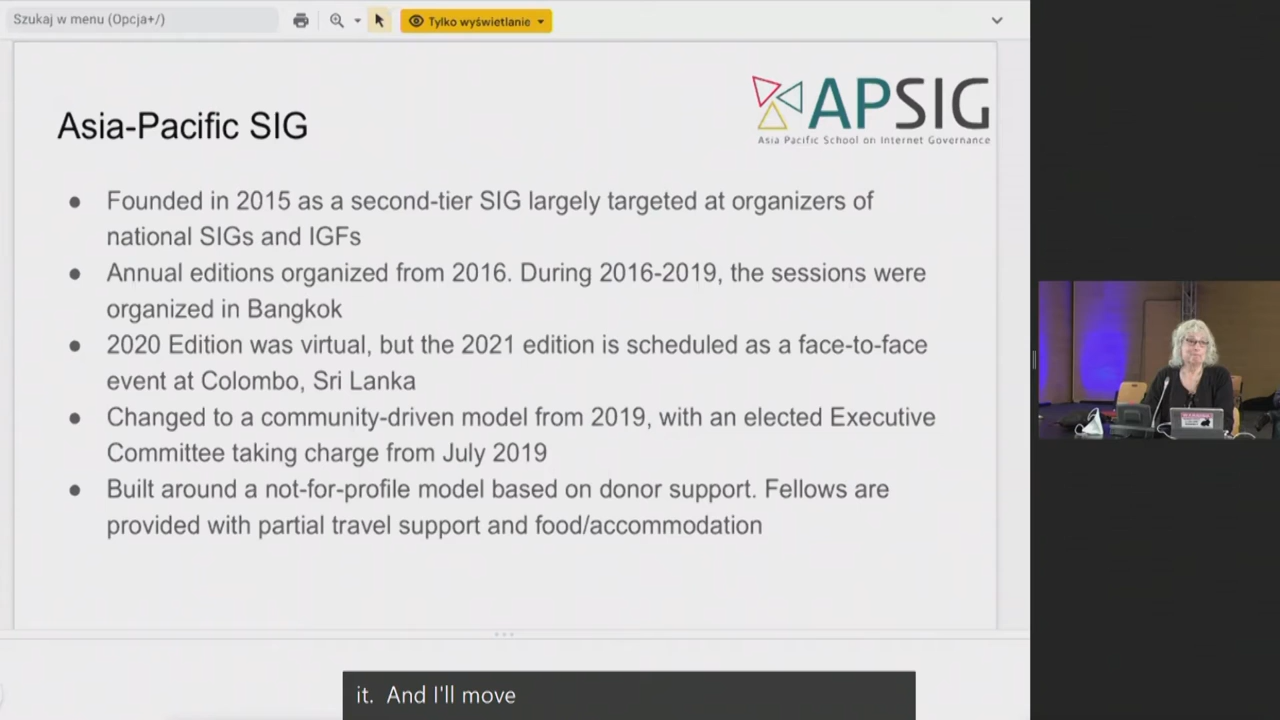 Szukaj w menu (Opcja+/)
Tylko wyświetlanie
APSIG
Asia Pacific School on Internet Governance
Asia-Pacific SIG
● Founded in 2015 as a second-tier SIG largely targeted at organizers of
national SIGs and IGFs
● Annual editions organized from 2016. During 2016-2019, the sessions were
organized in Bangkok
● 2020 Edition was virtual, but the 2021 edition is scheduled as a face-to-face
event at Colombo, Sri Lanka
● Changed to a community-driven model from 2019, with an elected Executive
Committee taking charge from July 2019
● Built around a not-for-profile model based on donor support. Fellows are
provided with partial travel support and food/accommodation
it. And I'll move